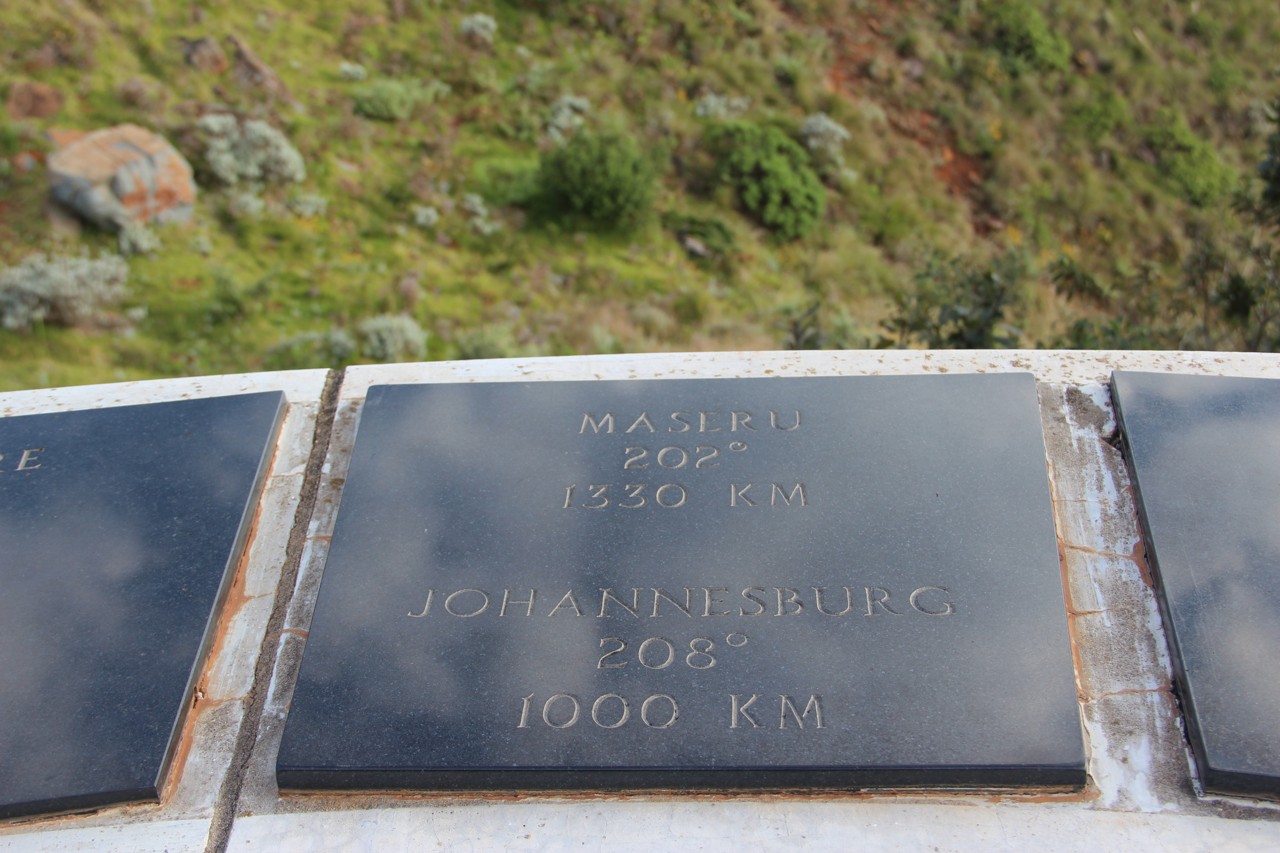 MASERU
202°
1330 KM
JOHANNESBURG
208°
1000 KM